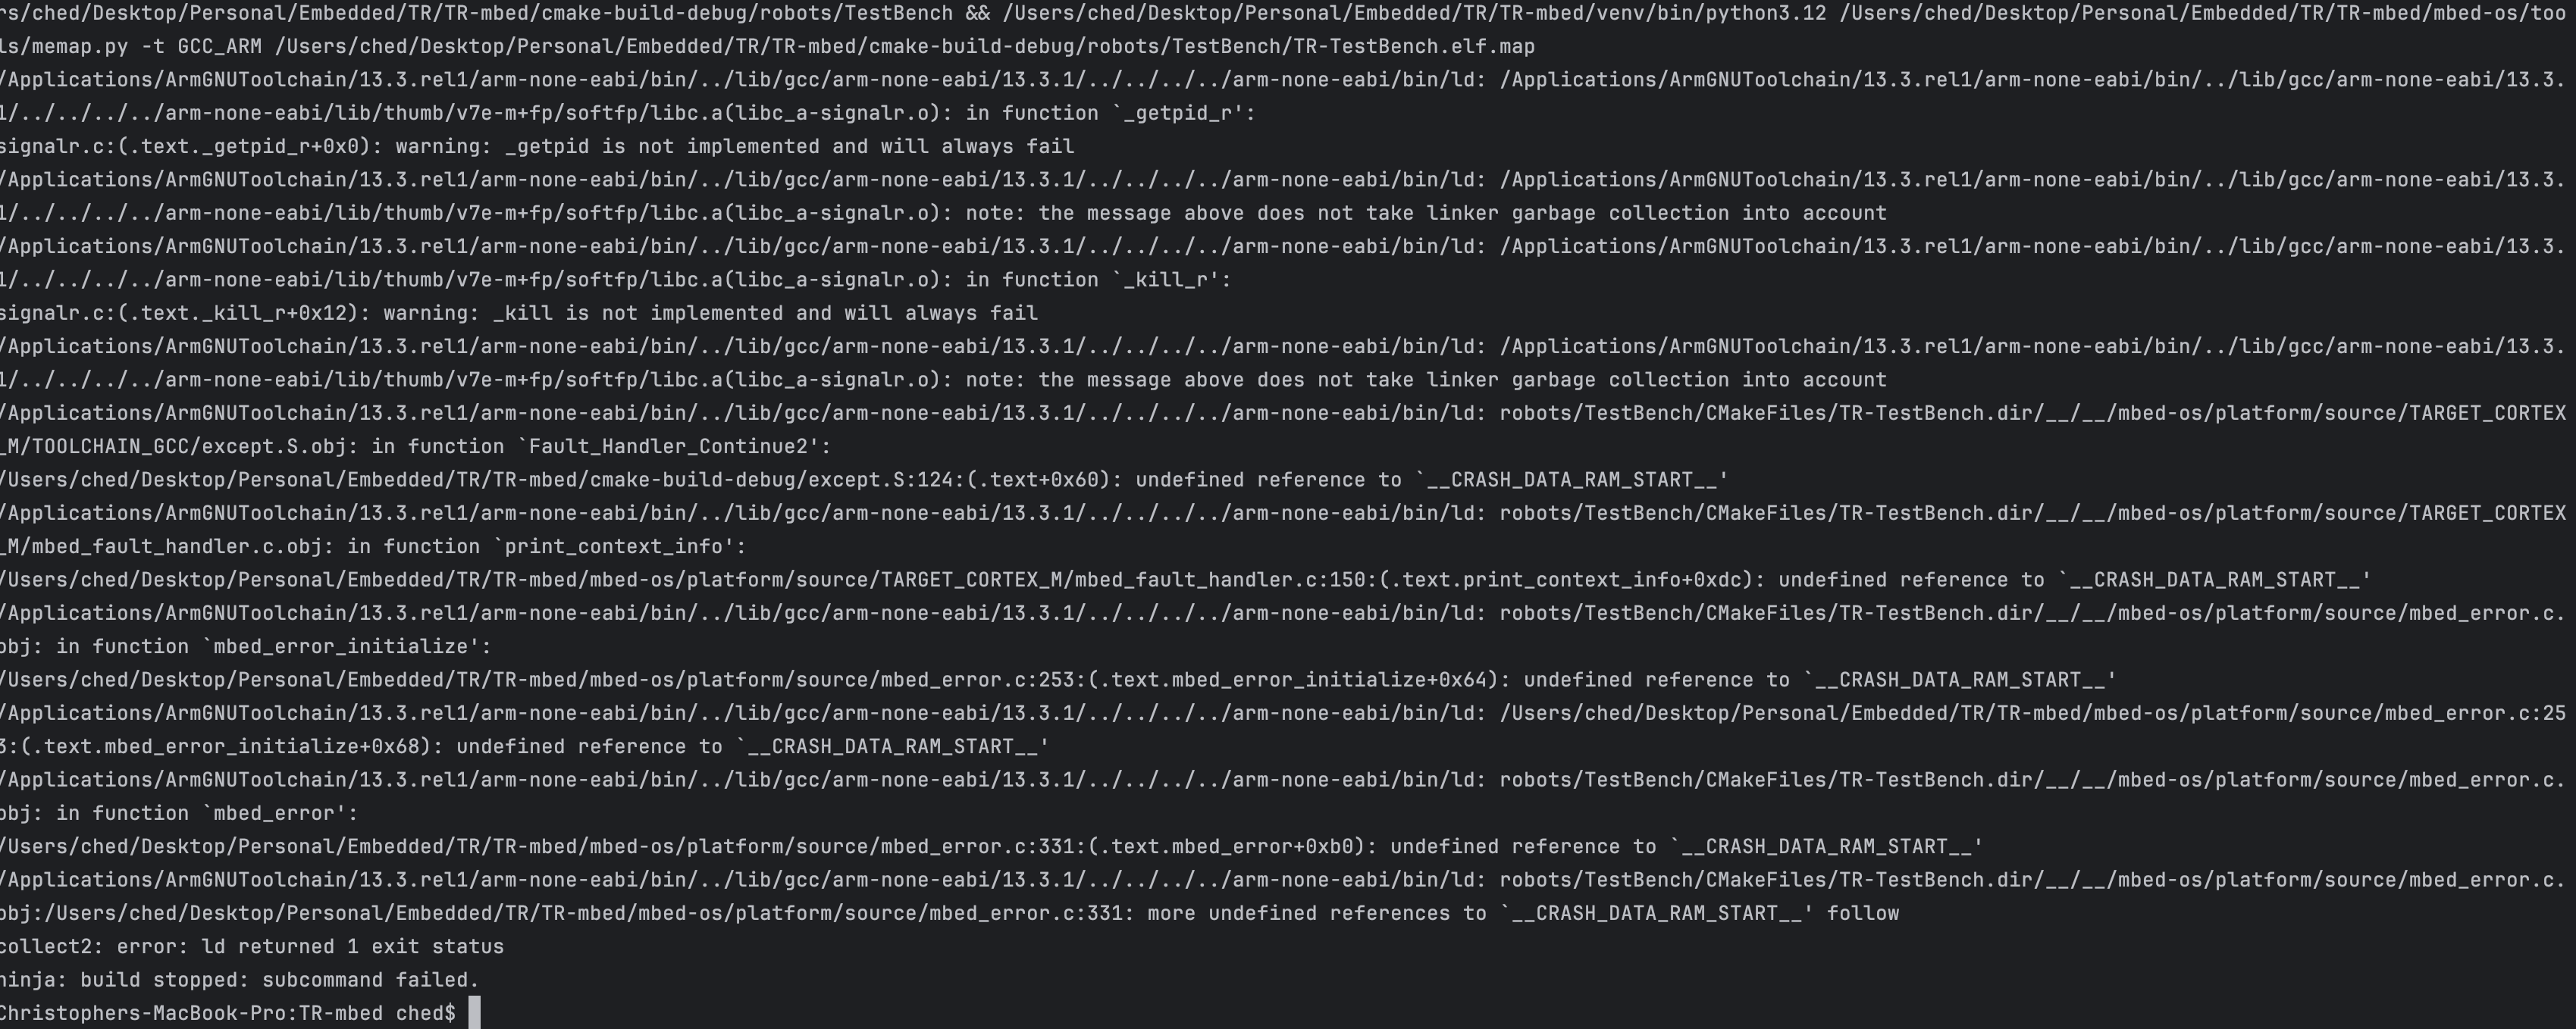 rs/ched/Desktop/Personal/Embedded/TR/TR-mbed/cmake-build-debug/robots/TestBench && /Users/ched/Desktop/Personal/Embedded/TR/TR-mbed/venv/bin/python3.12 /Users/ched/Desktop/Personal/Embedded/TR/TR-mbed/mbed-os/too
ls/memap.py -t GCC_ARM /Users/ched/Desktop/Personal/Embedded/TR/TR-mbed/cmake-build-debug/robots/TestBench/TR-TestBench.elf.map
/Applications/ArmGNUToolchain/13.3.rel1/arm-none-eabi/bin/../lib/gcc/arm-none-eabi/13.3.1/../../../../arm-none-eabi/bin/ld: /Applications/ArmGNUToolchain/13.3.rel1/arm-none-eabi/bin/../lib/gcc/arm-none-eabi/13.3.
1/../../../../arm-none-eabi/lib/thumb/v7e-m+fp/softfp/libc.a(libc_a-signalr.o): in function `_getpid_r':
signalr.c:(.text._getpid_r+0x0): warning: _getpid is not implemented and will always fail
/Applications/ArmGNUToolchain/13.3.rel1/arm-none-eabi/bin/../lib/gcc/arm-none-eabi/13.3.1/../../../../arm-none-eabi/bin/ld: /Applications/ArmGNUToolchain/13.3.rel1/arm-none-eabi/bin/../lib/gcc/arm-none-eabi/13.3.
1/../../../../arm-none-eabi/lib/thumb/v7e-m+fp/softfp/libc.a(libc_a-signalr.o): note: the message above does not take linker garbage collection into account
/Applications/ArmGNUToolchain/13.3.rel1/arm-none-eabi/bin/../lib/gcc/arm-none-eabi/13.3.1/../../../../arm-none-eabi/bin/ld: /Applications/ArmGNUToolchain/13.3.rel1/arm-none-eabi/bin/../lib/gcc/arm-none-eabi/13.3.
1/../../../../arm-none-eabi/lib/thumb/v7e-m+fp/softfp/libc.a(libc_a-signalr.o): in function `_kill_r':
signalr.c:(.text._kill_r+0x12): warning: _kill is not implemented and will always fail
/Applications/ArmGNUToolchain/13.3.rel1/arm-none-eabi/bin/../lib/gcc/arm-none-eabi/13.3.1/../../../../arm-none-eabi/bin/ld: /Applications/ArmGNUToolchain/13.3.rel1/arm-none-eabi/bin/../lib/gcc/arm-none-eabi/13.3.
1/../../../../arm-none-eabi/lib/thumb/v7e-m+fp/softfp/libc.a(libc_a-signalr.o): note: the message above does not take linker garbage collection into account
/Applications/ArmGNUToolchain/13.3.rel1/arm-none-eabi/bin/../lib/gcc/arm-none-eabi/13.3.1/../../../../arm-none-eabi/bin/ld: robots/TestBench/CMakeFiles/TR-TestBench.dir/__/__/mbed-os/platform/source/TARGET_CORTEX
_M/TOOLCHAIN_GCC/except.S.obj: in function `Fault_Handler_Continue2':
/Users/ched/Desktop/Personal/Embedded/TR/TR-mbed/cmake-build-debug/except.S:124:(.text+0x60): undefined reference to `__CRASH_DATA_RAM_START__'
/Applications/ArmGNUToolchain/13.3.rel1/arm-none-eabi/bin/../lib/gcc/arm-none-eabi/13.3.1/../../../../arm-none-eabi/bin/ld: robots/TestBench/CMakeFiles/TR-TestBench.dir/__/__/mbed-os/platform/source/TARGET_CORTEX
_M/mbed_fault_handler.c.obj: in function `print_context_info':
/Users/ched/Desktop/Personal/Embedded/TR/TR-mbed/mbed-os/platform/source/TARGET_CORTEX_M/mbed_fault_handler.c:150:(.text.print_context_info+0xdc): undefined reference to `__CRASH_DATA_RAM_START__'
/Applications/ArmGNUToolchain/13.3.rel1/arm-none-eabi/bin/../lib/gcc/arm-none-eabi/13.3.1/../../../../arm-none-eabi/bin/ld: robots/TestBench/CMakeFiles/TR-TestBench.dir/__/__/mbed-os/platform/source/mbed_error.c.
obj: in function `mbed_error_initialize':
/Users/ched/Desktop/Personal/Embedded/TR/TR-mbed/mbed-os/platform/source/mbed_error.c:253:(.text.mbed_error_initialize+0x64): undefined reference to `__CRASH_DATA_RAM_START__'
/Applications/ArmGNUToolchain/13.3.rel1/arm-none-eabi/bin/../lib/gcc/arm-none-eabi/13.3.1/../../../../arm-none-eabi/bin/ld: /Users/ched/Desktop/Personal/Embedded/TR/TR-mbed/mbed-os/platform/source/mbed_error.c:25
3:(.text.mbed_error_initialize+0x68): undefined reference to `__CRASH_DATA_RAM_START__'
/Applications/ArmGNUToolchain/13.3.rel1/arm-none-eabi/bin/../lib/gcc/arm-none-eabi/13.3.1/../../../../arm-none-eabi/bin/ld: robots/TestBench/CMakeFiles/TR-TestBench.dir/__/__/mbed-os/platform/source/mbed_error.c.
obj: in function `mbed_error':
/Users/ched/Desktop/Personal/Embedded/TR/TR-mbed/mbed-os/platform/source/mbed_error.c:331:(.text.mbed_error+0xb0): undefined reference to `__CRASH_DATA_RAM_START__'
/Applications/ArmGNUToolchain/13.3.rel1/arm-none-eabi/bin/../lib/gcc/arm-none-eabi/13.3.1/../../../../arm-none-eabi/bin/ld: robots/TestBench/CMakeFiles/TR-TestBench.dir/__/__/mbed-os/platform/source/mbed_error.c.
obj:/Users/ched/Desktop/Personal/Embedded/TR/TR-mbed/mbed-os/platform/source/mbed_error.c:331: more undefined references to `__CRASH_DATA_RAM_START__' follow
collect2: error: ld returned 1 exit status
ninja: build stopped: subcommand failed.
Christophers-MacBook-Pro:TR-mbed ched$